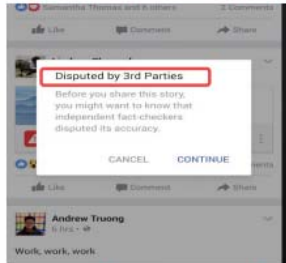 Samantha Thomas and 6 others 2 Comments
Like Comment Share
Disputed by 3rd Parties
Before you share this story,
you might want to know that
independent fact-checkers
disputed its accuracy.
CANCEL CONTINUE
Like Comment Share
Andrew Truong
6 hrs
Work, work, work